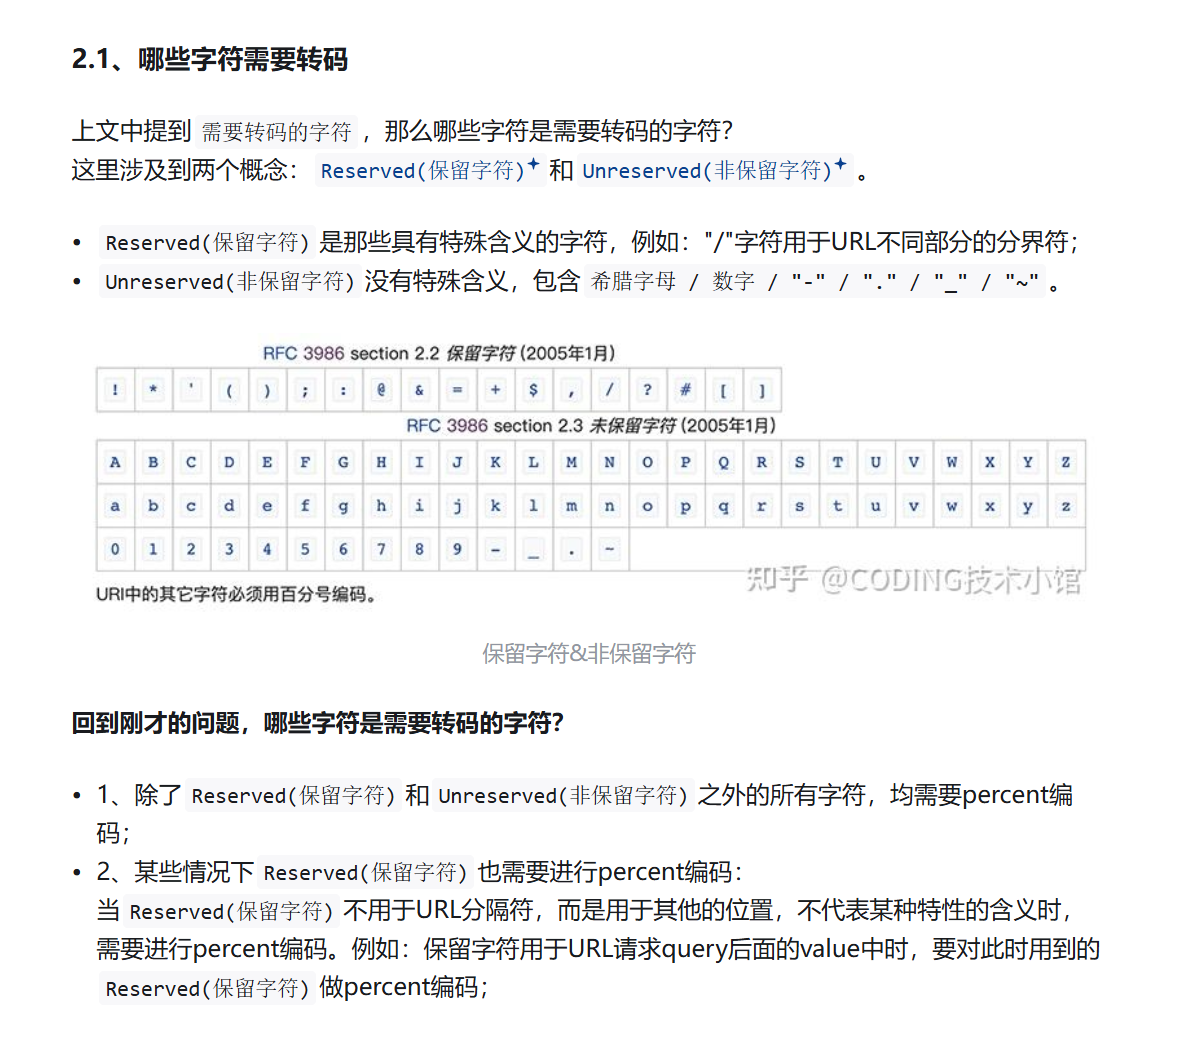 2.1、哪些字符需要转码
上文中提到 需要转码的字符 ，那么哪些字符是需要转码的字符？
这里涉及到两个概念： Reserved(保留字符) 和 Unreserved(非保留字符) 。
• Reserved(保留字符) 是那些具有特殊含义的字符，例如："/"字符用于URL不同部分的分界符；
• Unreserved(非保留字符) 没有特殊含义，包含 希腊字母 / 数字 / "-" / "." / "_" / "~" 。
RFC 3986 section 2.2 保留字符 (2005年1月)
! * ' ( ) ; : @ & = + $ , / ? # [ ]
RFC 3986 section 2.3 未保留字符 (2005年1月)
A B C D E F G H I J K L M N O P Q R S T U V W X Y Z
a b c d e f g h i j k l m n o p q r s t u v w x y z
0 1 2 3 4 5 6 7 8 9 - _ . ~
URI中的其它字符必须用百分号编码。
知乎 @CODING技术小馆
保留字符&非保留字符
回到刚才的问题，哪些字符是需要转码的字符？
• 1、除了 Reserved(保留字符) 和 Unreserved(非保留字符) 之外的所有字符，均需要percent编
码；
• 2、某些情况下 Reserved(保留字符) 也需要进行percent编码：
当 Reserved(保留字符) 不用于URL分隔符，而是用于其他的位置，不代表某种特性的含义时，
需要进行percent编码。例如：保留字符用于URL请求query后面的value中时，要对此时用到的
Reserved(保留字符) 做percent编码；